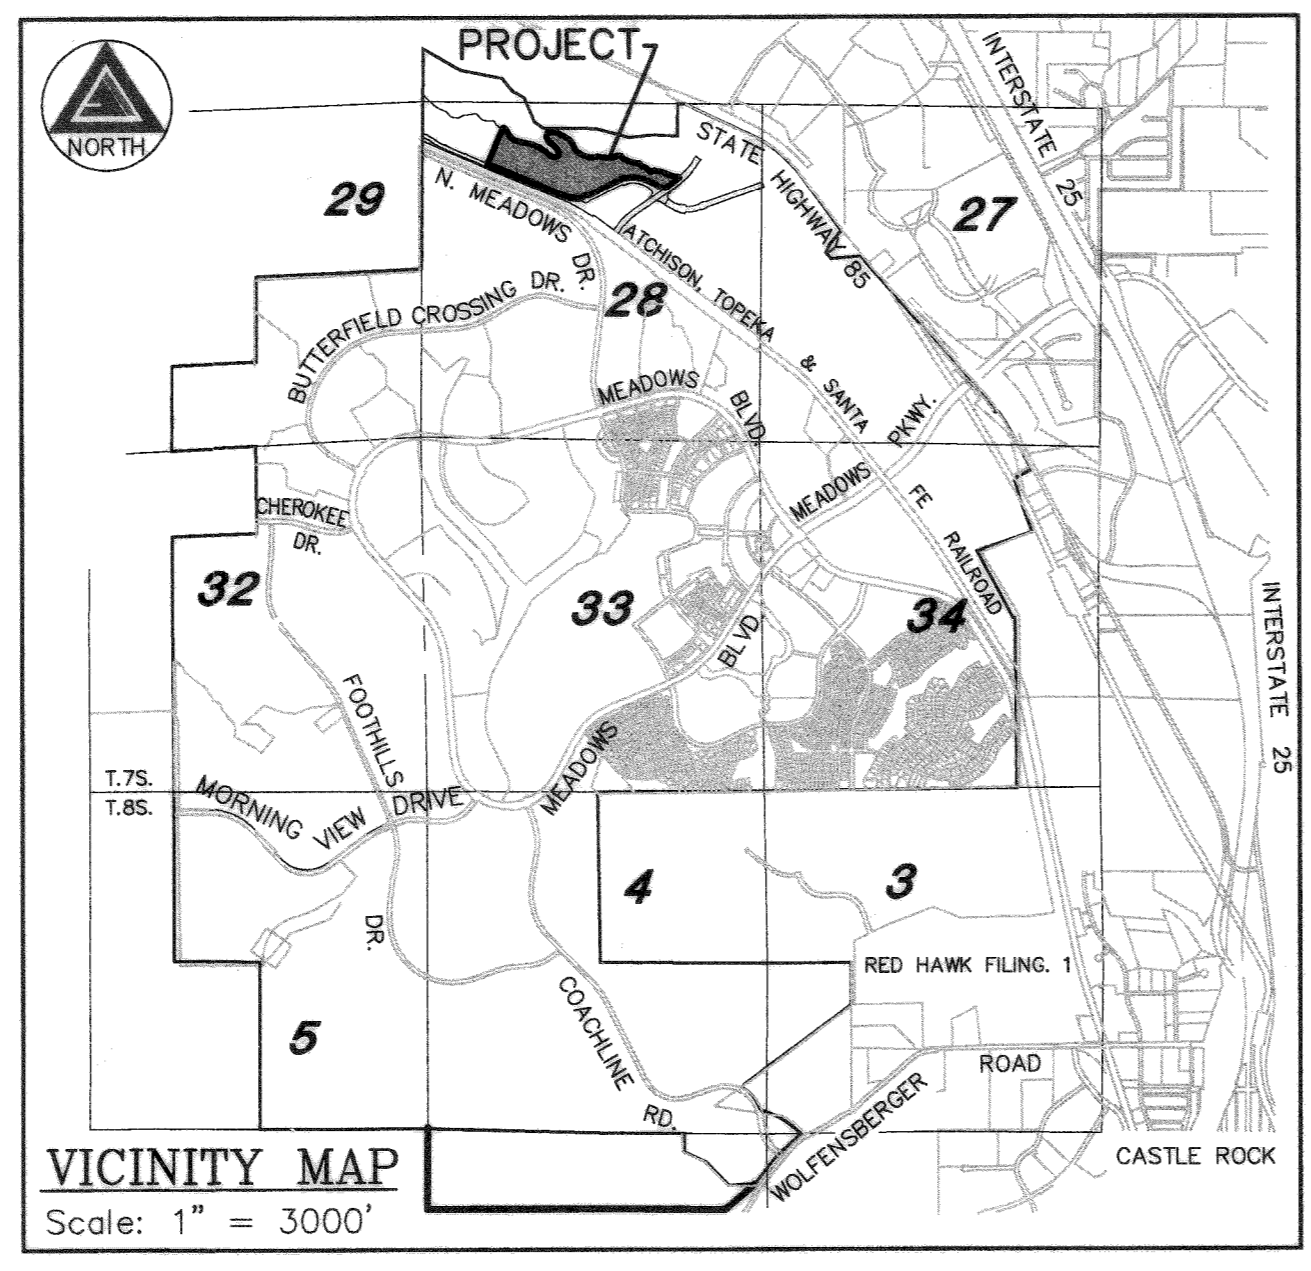 PROJECT
NORTH
INTERSTATE 25
STATE HIGHWAY 85
29
27
N. MEADOWS DR.
ATCHISON, TOPEKA & SANTA FE RAILROAD
28
BUTTERFIELD CROSSING DR.
MEADOWS BLVD.
MEADOWS PKWY.
CHEROKEE DR.
32
33
34
INTERSTATE 25
BLVD
MEADOWS
FOOTHILLS DR.
T.7S.
T.8S.
MORNING VIEW DRIVE
4
3
RED HAWK FILING. 1
5
COACHLINE RD.
WOLFENSBERGER ROAD
CASTLE ROCK
VICINITY MAP
Scale: 1" = 3000'